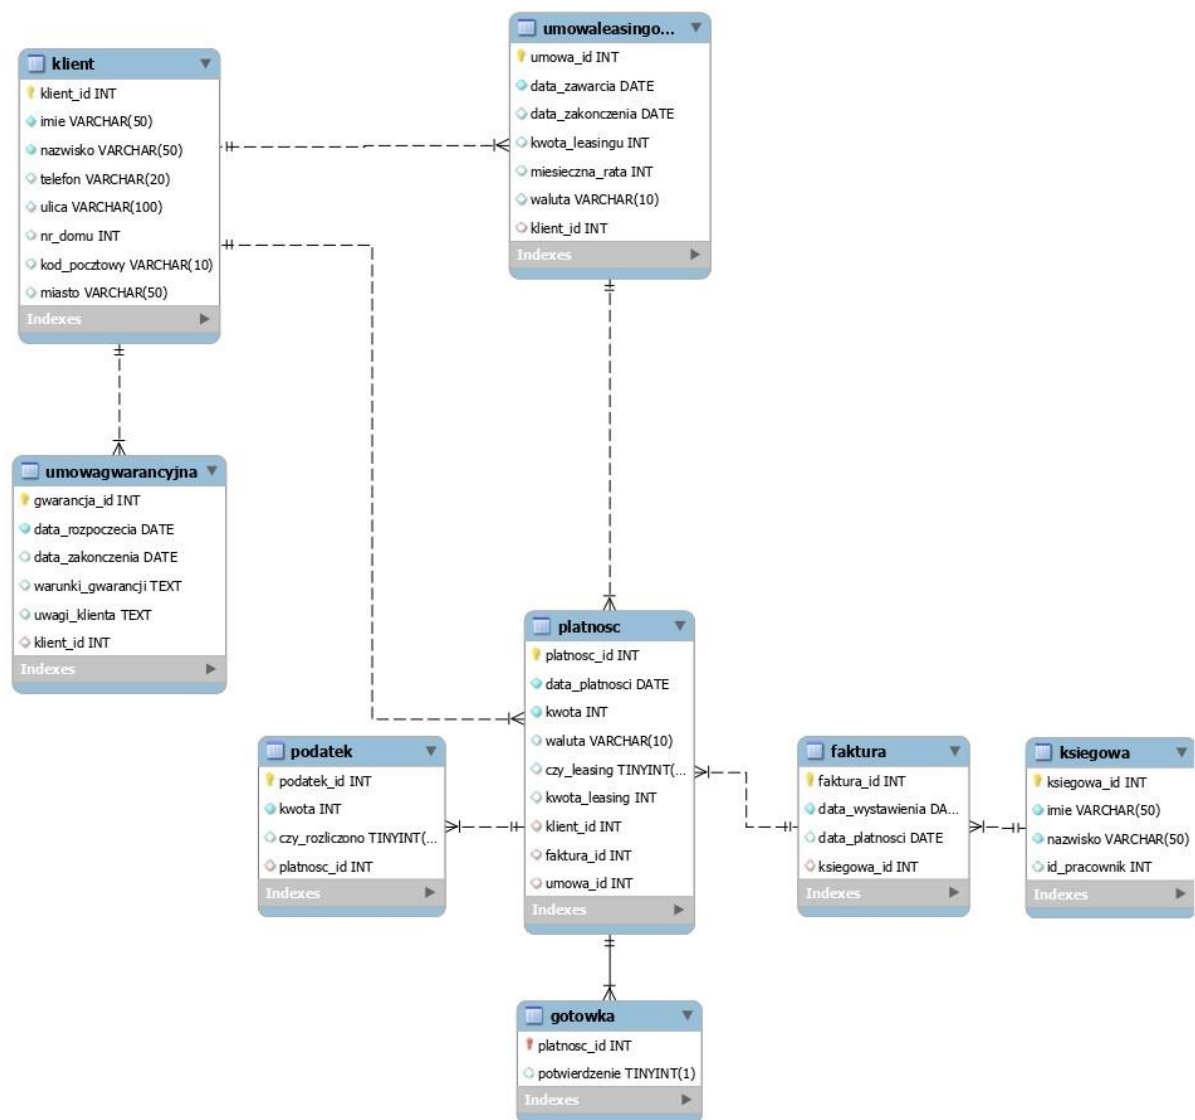 klient
klient_id INT
imie VARCHAR(50)
nazwisko VARCHAR(50)
telefon VARCHAR(20)
ulica VARCHAR(100)
nr_domu INT
kod_pocztowy VARCHAR(10)
miasto VARCHAR(50)
Indexes
umowaleasingo...
umowa_id INT
data_zawarcia DATE
data_zakonczenia DATE
kwota_leasingu INT
miesieczna_rata INT
waluta VARCHAR(10)
klient_id INT
Indexes
umowagwarancyjna
gwarancja_id INT
data_rozpoczecia DATE
data_zakonczenia DATE
warunki_gwarancji TEXT
uwagi_klienta TEXT
klient_id INT
Indexes
platnosc
platnosc_id INT
data_platnosci DATE
kwota INT
waluta VARCHAR(10)
czy_leasing TINYINT(...
kwota_leasing INT
klient_id INT
faktura_id INT
umowa_id INT
Indexes
podatek
podatek_id INT
kwota INT
czy_rozliczono TINYINT(...
platnosc_id INT
Indexes
faktura
faktura_id INT
data_wystawienia DA...
data_platnosci DATE
ksiegowa_id INT
Indexes
ksiegowa
ksiegowa_id INT
imie VARCHAR(50)
nazwisko VARCHAR(50)
id_pracownik INT
Indexes
gotowka
platnosc_id INT
potwierdzenie TINYINT(1)
Indexes